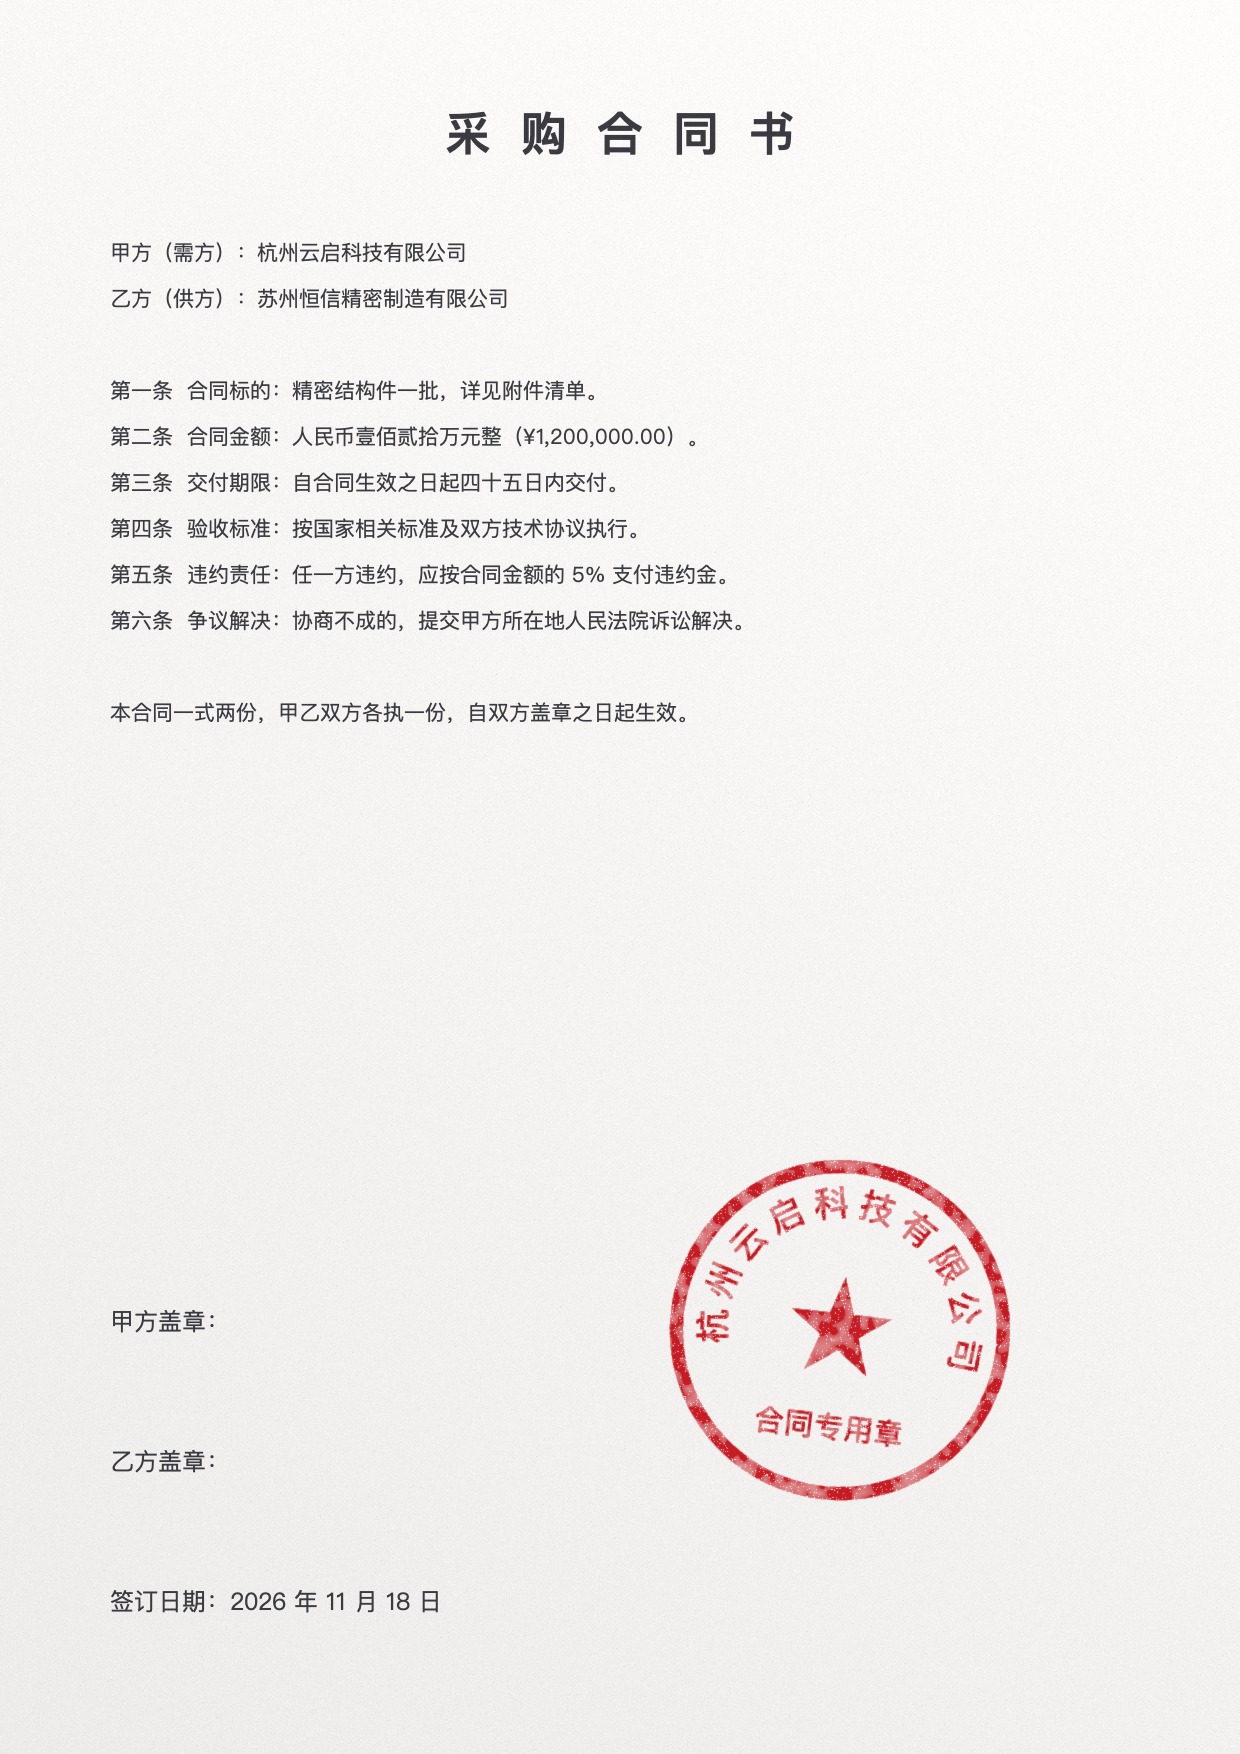 采购合同书
甲方（需方）：杭州云启科技有限公司
乙方（供方）：苏州恒信精密制造有限公司
第一条 合同标的：精密结构件一批，详见附件清单。
第二条 合同金额：人民币壹佰贰拾万元整（¥1,200,000.00）。
第三条 交付期限：自合同生效之日起四十五日内交付。
第四条 验收标准：按国家相关标准及双方技术协议执行。
第五条 违约责任：任一方违约，应按合同金额的 5% 支付违约金。
第六条 争议解决：协商不成的，提交甲方所在地人民法院诉讼解决。
本合同一式两份，甲乙双方各执一份，自双方盖章之日起生效。
杭州云启科技有限公司
合同专用章
甲方盖章：
乙方盖章：
签订日期：2026 年 11 月 18 日